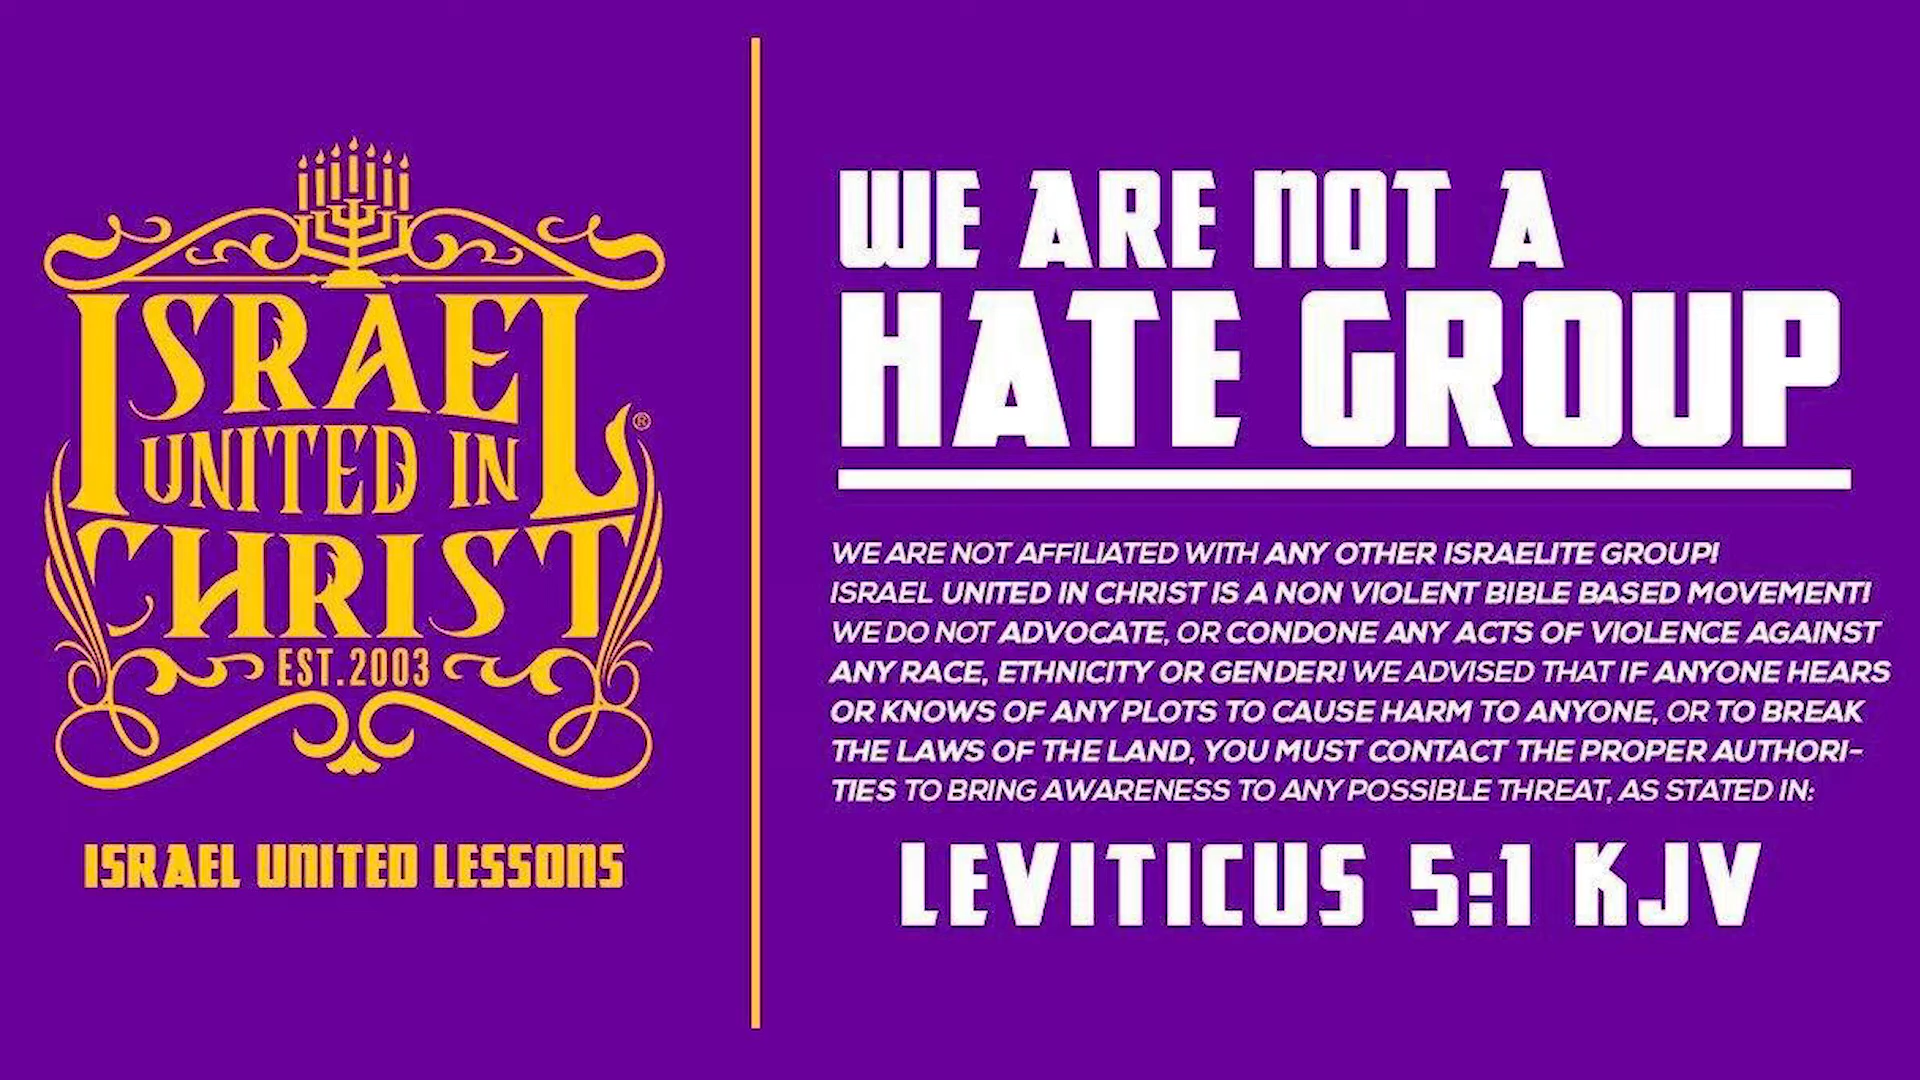 ISRAEL
UNITED IN
CHRIST
®
EST.2003
ISRAEL UNITED LESSONS
WE ARE NOT A
HATE GROUP
WE ARE NOT AFFILIATED WITH ANY OTHER ISRAELITE GROUP!
ISRAEL UNITED IN CHRIST IS A NON VIOLENT BIBLE BASED MOVEMENT!
WE DO NOT ADVOCATE, OR CONDONE ANY ACTS OF VIOLENCE AGAINST
ANY RACE, ETHNICITY OR GENDER! WE ADVISED THAT IF ANYONE HEARS
OR KNOWS OF ANY PLOTS TO CAUSE HARM TO ANYONE, OR TO BREAK
THE LAWS OF THE LAND, YOU MUST CONTACT THE PROPER AUTHORI-
TIES TO BRING AWARENESS TO ANY POSSIBLE THREAT, AS STATED IN:
LEVITICUS 5:1 KJV